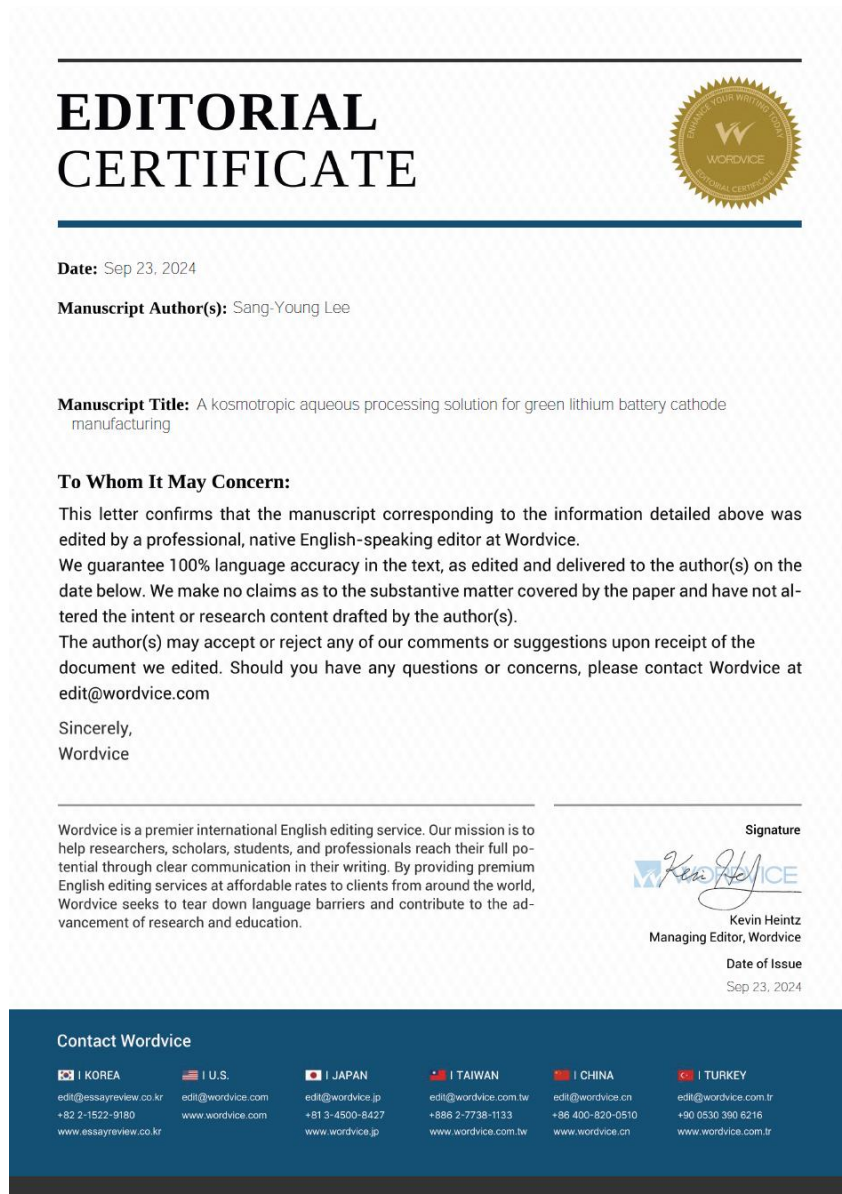 EDITORIAL
CERTIFICATE
ENHANCE YOUR WRITING TODAY
W
WORDVICE
EDITORIAL CERTIFICATE
Date: Sep 23, 2024
Manuscript Author(s): Sang-Young Lee
Manuscript Title: A kosmotropic aqueous processing solution for green lithium battery cathode
manufacturing
To Whom It May Concern:
This letter confirms that the manuscript corresponding to the information detailed above was
edited by a professional, native English-speaking editor at Wordvice.
We guarantee 100% language accuracy in the text, as edited and delivered to the author(s) on the
date below. We make no claims as to the substantive matter covered by the paper and have not al-
tered the intent or research content drafted by the author(s).
The author(s) may accept or reject any of our comments or suggestions upon receipt of the
document we edited. Should you have any questions or concerns, please contact Wordvice at
edit@wordvice.com
Sincerely,
Wordvice
Wordvice is a premier international English editing service. Our mission is to
help researchers, scholars, students, and professionals reach their full po-
tential through clear communication in their writing. By providing premium
English editing services at affordable rates to clients from around the world,
Wordvice seeks to tear down language barriers and contribute to the ad-
vancement of research and education.
Signature
W WORDVICE
Kevin Heintz
Managing Editor, Wordvice
Date of Issue
Sep 23, 2024
Contact Wordvice
| KOREA
edit@essayreview.co.kr
+82 2-1522-9180
www.essayreview.co.kr
| U.S.
edit@wordvice.com
www.wordvice.com
| JAPAN
edit@wordvice.jp
+81 3-4500-8427
www.wordvice.jp
| TAIWAN
edit@wordvice.com.tw
+886 2-7738-1133
www.wordvice.com.tw
| CHINA
edit@wordvice.cn
+86 400-820-0510
www.wordvice.cn
| TURKEY
edit@wordvice.com.tr
+90 0530 390 6216
www.wordvice.com.tr